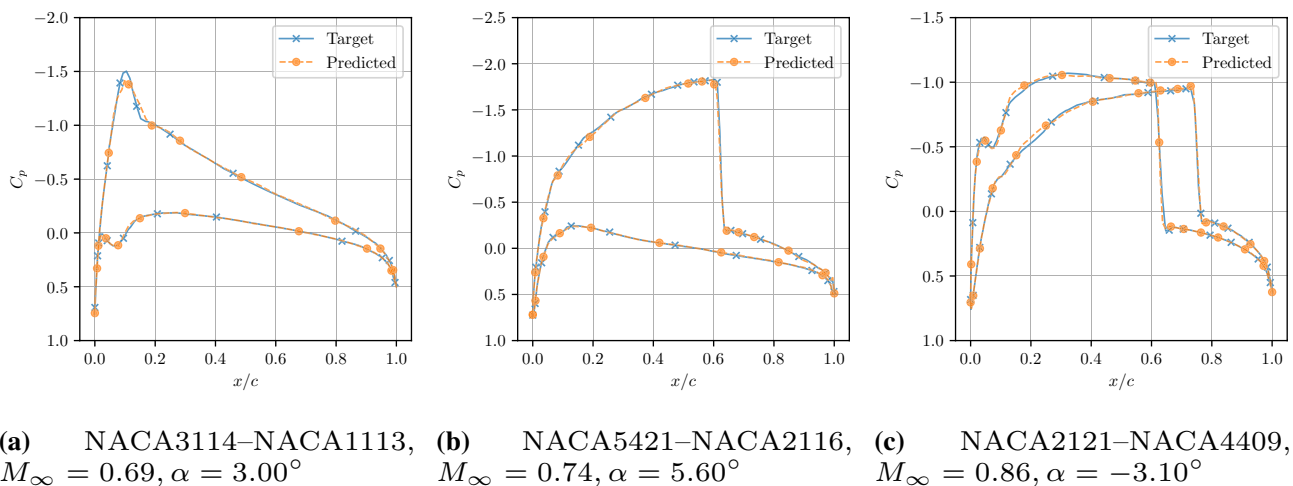 −2.0
−1.5
−1.0
−0.5
0.0
0.5
1.0
C_p
0.0 0.2 0.4 0.6 0.8 1.0
x/c
Target
Predicted
−2.5
−2.0
−1.5
−1.0
−0.5
0.0
0.5
1.0
C_p
0.0 0.2 0.4 0.6 0.8 1.0
x/c
Target
Predicted
−1.5
−1.0
−0.5
0.0
0.5
1.0
C_p
0.0 0.2 0.4 0.6 0.8 1.0
x/c
Target
Predicted
(a) NACA3114–NACA1113,
M∞ = 0.69, α = 3.00°
(b) NACA5421–NACA2116,
M∞ = 0.74, α = 5.60°
(c) NACA2121–NACA4409,
M∞ = 0.86, α = −3.10°